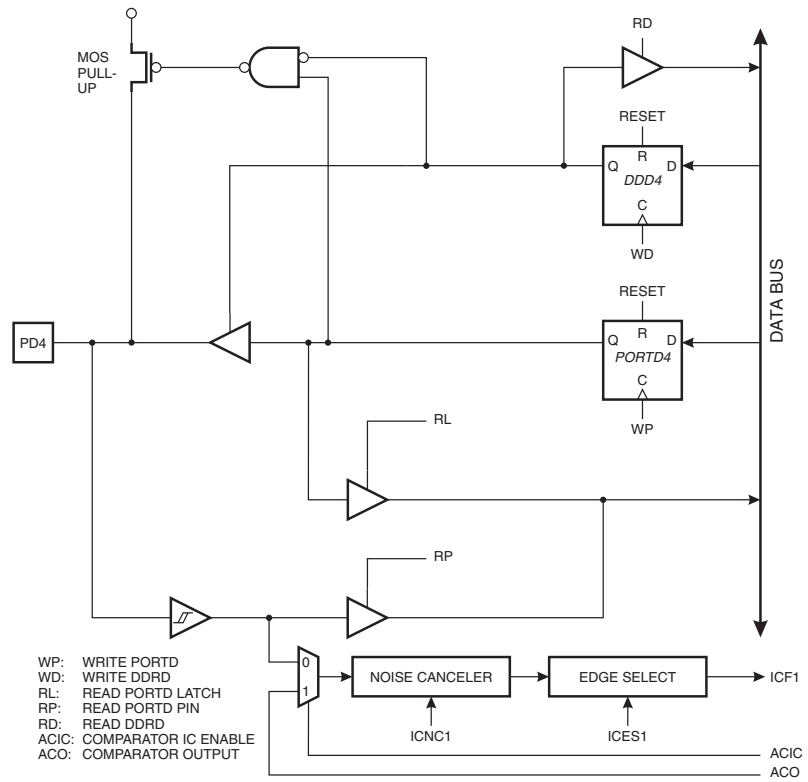 RD
MOS
PULL-
UP
RESET
R
Q
D
DDD4
C
WD
RESET
R
PD4
Q
D
PORTD4
C
WP
DATA BUS
RL
RP
WP: WRITE PORTD
WD: WRITE DDRD
RL: READ PORTD LATCH
RP: READ PORTD PIN
RD: READ DDRD
ACIC: COMPARATOR IC ENABLE
ACO: COMPARATOR OUTPUT
0
1
NOISE CANCELER
EDGE SELECT
ICF1
ICNC1
ICES1
ACIC
ACO